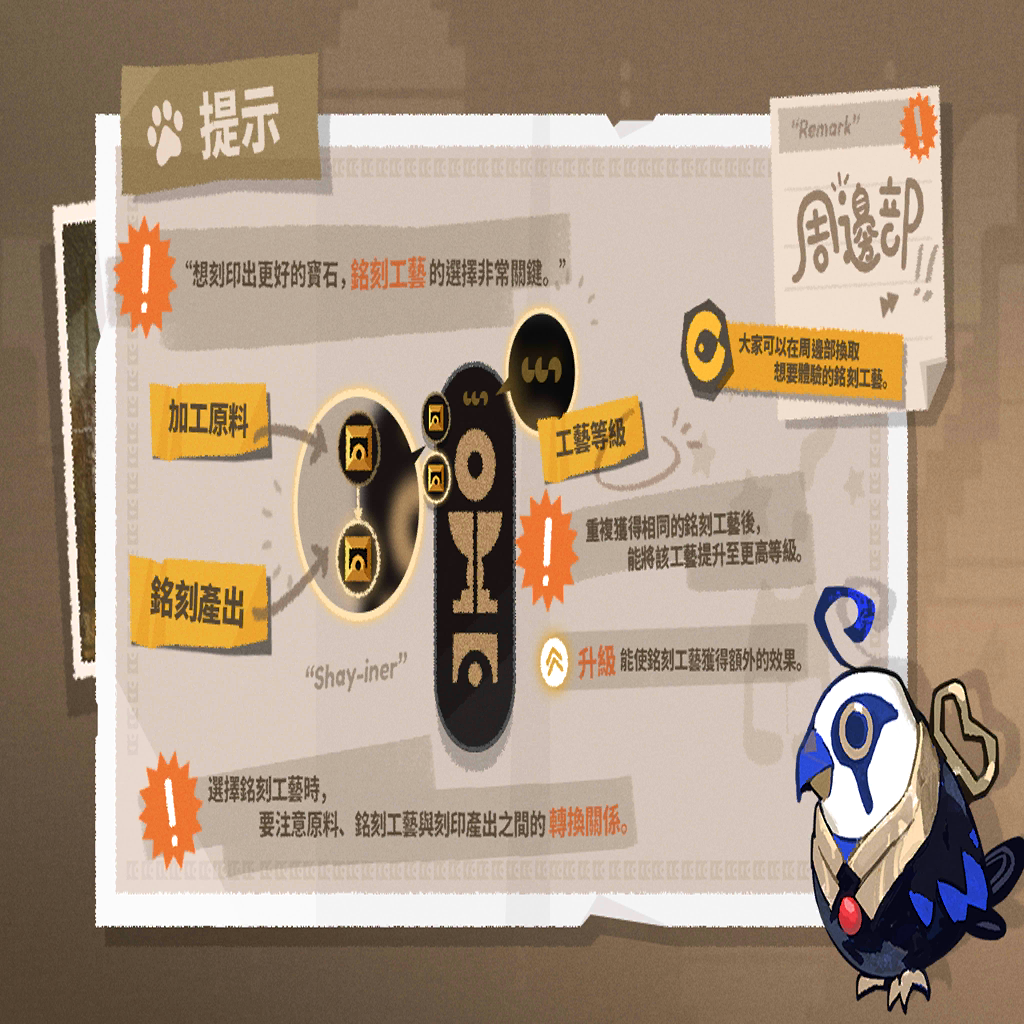 提示
“Remark”
周邊部!!
“想刻印出更好的寶石，銘刻工藝的選擇非常關鍵。”
大家可以在周邊部換取
想要體驗的銘刻工藝。
加工原料
工藝等級
重複獲得相同的銘刻工藝後，
能將該工藝提升至更高等級。
銘刻產出
“Shay-iner”
升級 能使銘刻工藝獲得額外的效果。
選擇銘刻工藝時，
要注意原料、銘刻工藝與刻印產出之間的 轉換關係。